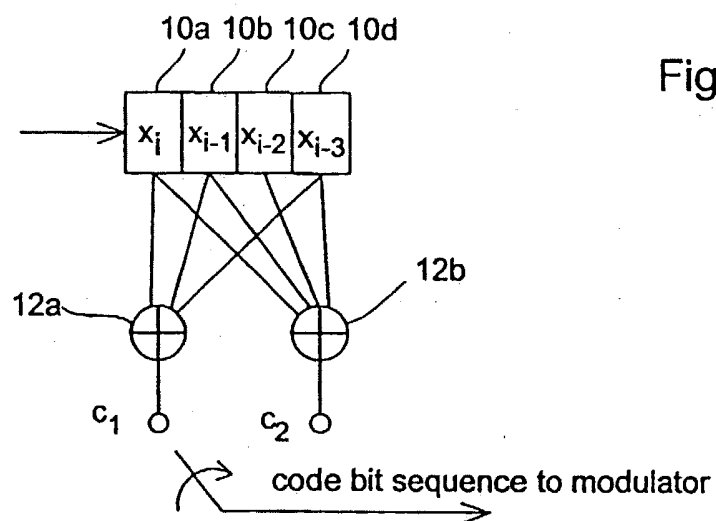 10a 10b 10c 10d
Fig
xᵢ xᵢ₋₁ xᵢ₋₂ xᵢ₋₃
12a
12b
c₁
c₂
code bit sequence to modulator